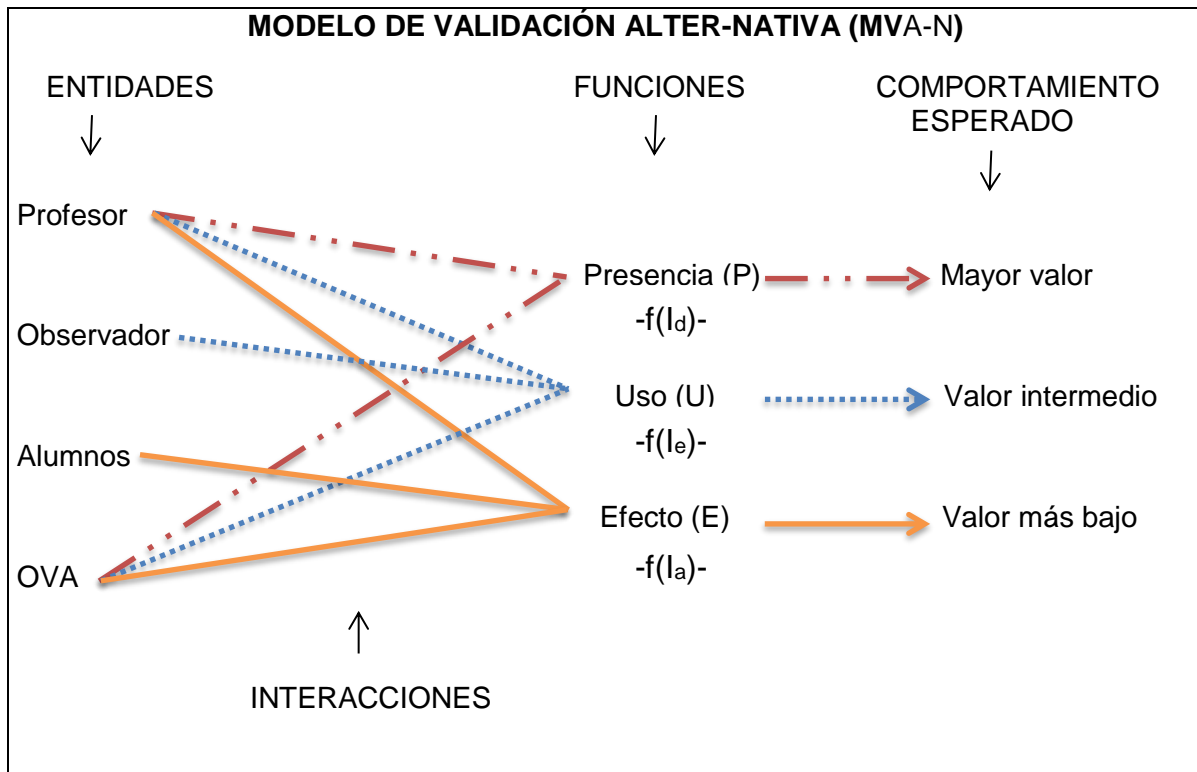 MODELO DE VALIDACIÓN ALTER-NATIVA (MVA-N)
ENTIDADES
FUNCIONES
COMPORTAMIENTO
ESPERADO
Profesor
Observador
Alumnos
OVA
Presencia (P)
-f(Id)-
Uso (U)
-f(Ie)-
Efecto (E)
-f(Ia)-
Mayor valor
Valor intermedio
Valor más bajo
INTERACCIONES